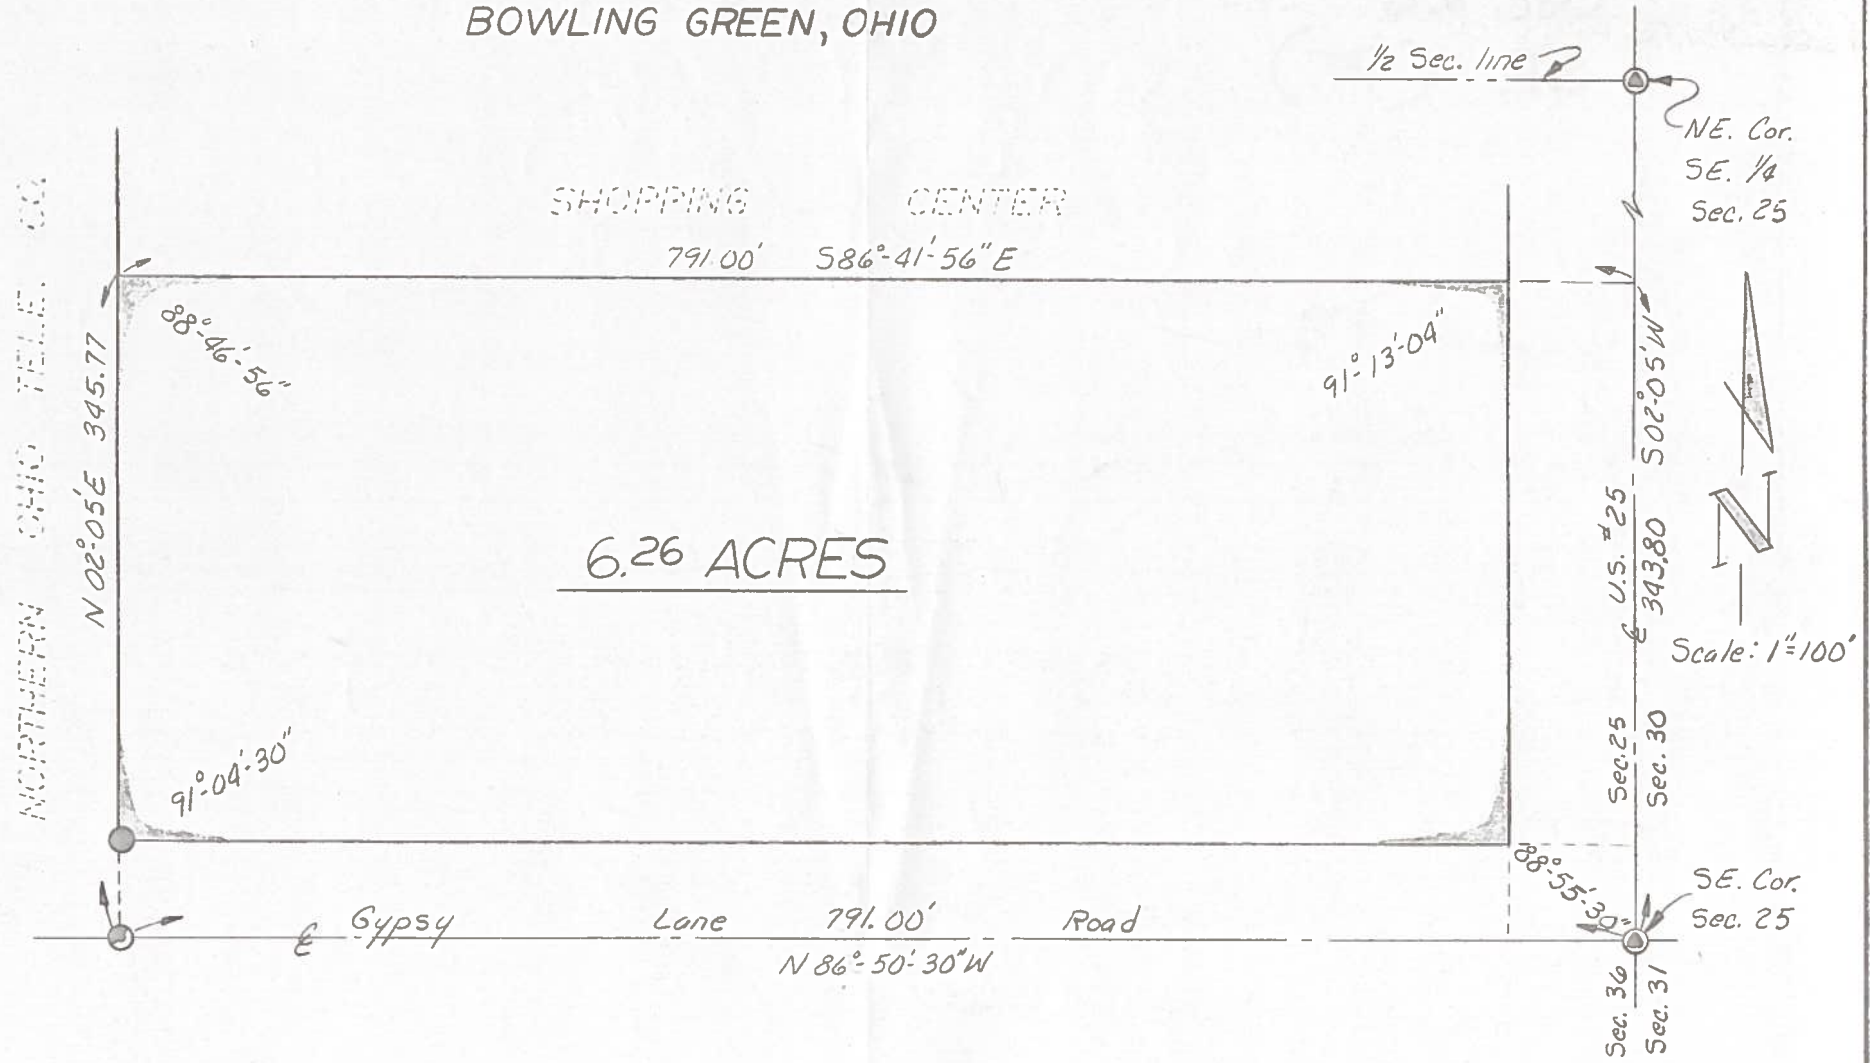 BOWLING GREEN, OHIO
1/2 Sec. line
NE. Cor.
SE. 1/4
Sec. 25
SHOPPING CENTER
791.00' S86°-41'-56"E
88°-46'-56"
91°-13'-04"
N02°-05'E 345.77
NORTHERN OHIO TELE. CO.
S02°-05'W
℄ U.S. #25
343.80
6.26 ACRES
Scale: 1"=100'
Sec. 25
Sec. 30
91°-04'-30"
88°-55'-30"
SE. Cor.
Sec. 25
℄ Gypsy Lane 791.00' Road
N86°-50'-30"W
Sec. 36
Sec. 31
N